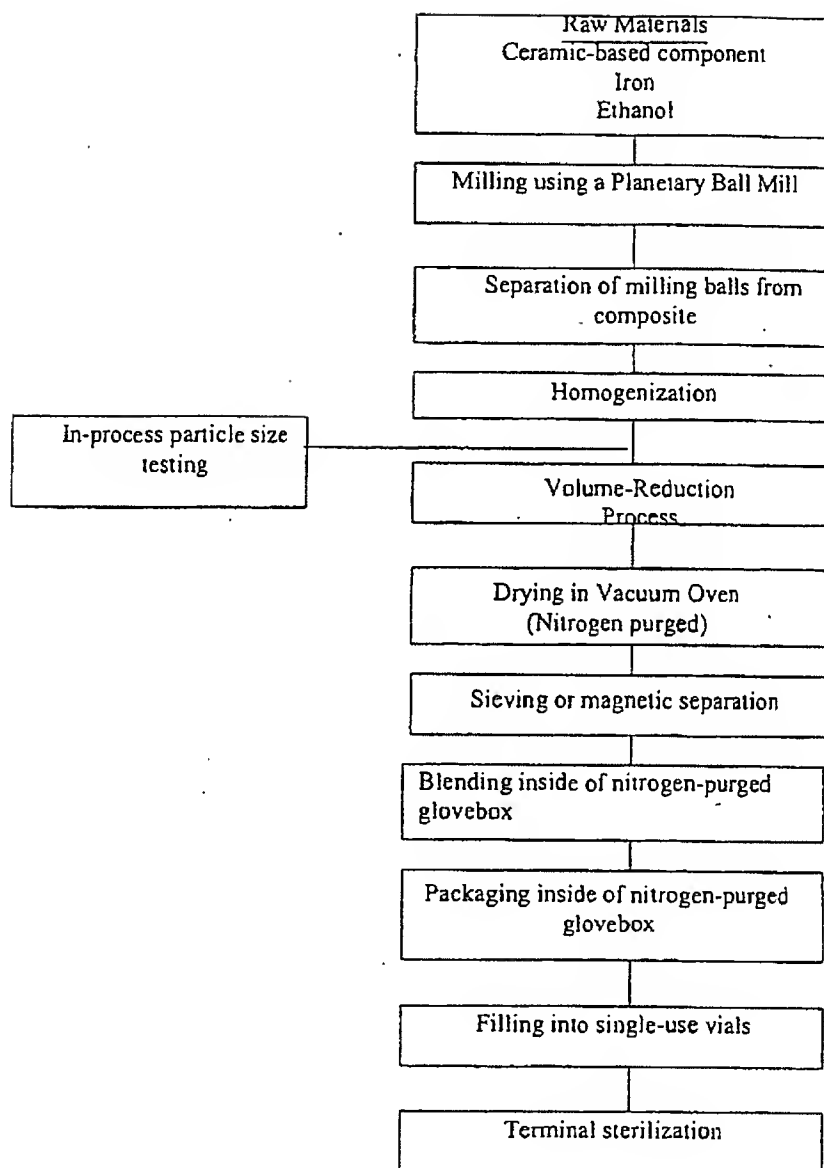 Raw Materials
Ceramic-based component
Iron
Ethanol
Milling using a Planetary Ball Mill
Separation of milling balls from
composite
Homogenization
In-process particle size
testing
Volume-Reduction
Process
Drying in Vacuum Oven
(Nitrogen purged)
Sieving or magnetic separation
Blending inside of nitrogen-purged
glovebox
Packaging inside of nitrogen-purged
glovebox
Filling into single-use vials
Terminal sterilization